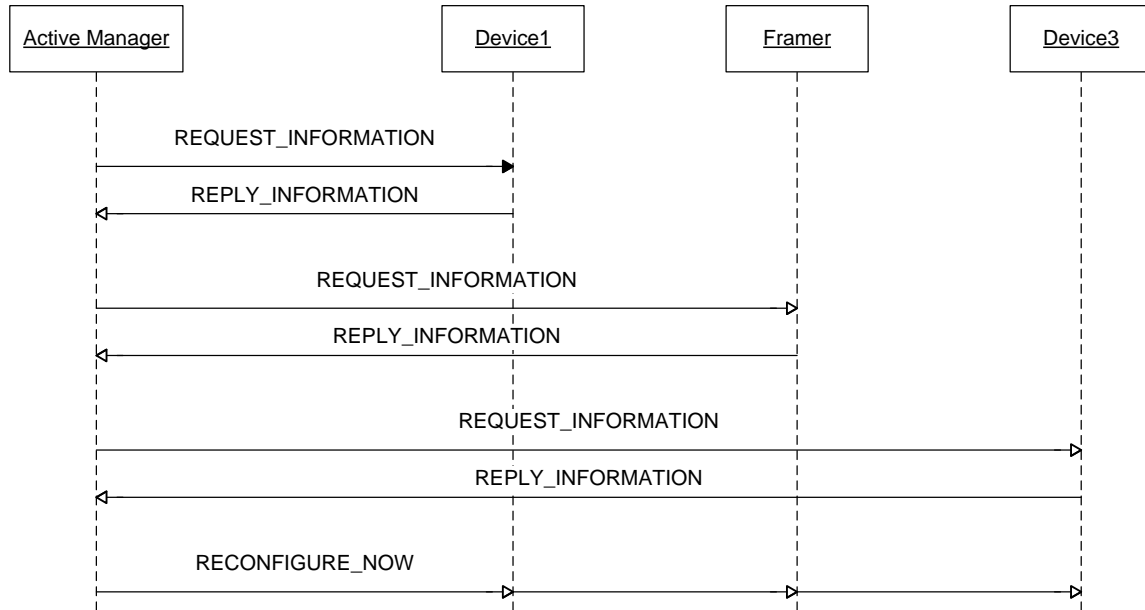 Active Manager
Device1
Framer
Device3
REQUEST_INFORMATION
REPLY_INFORMATION
REQUEST_INFORMATION
REPLY_INFORMATION
REQUEST_INFORMATION
REPLY_INFORMATION
RECONFIGURE_NOW